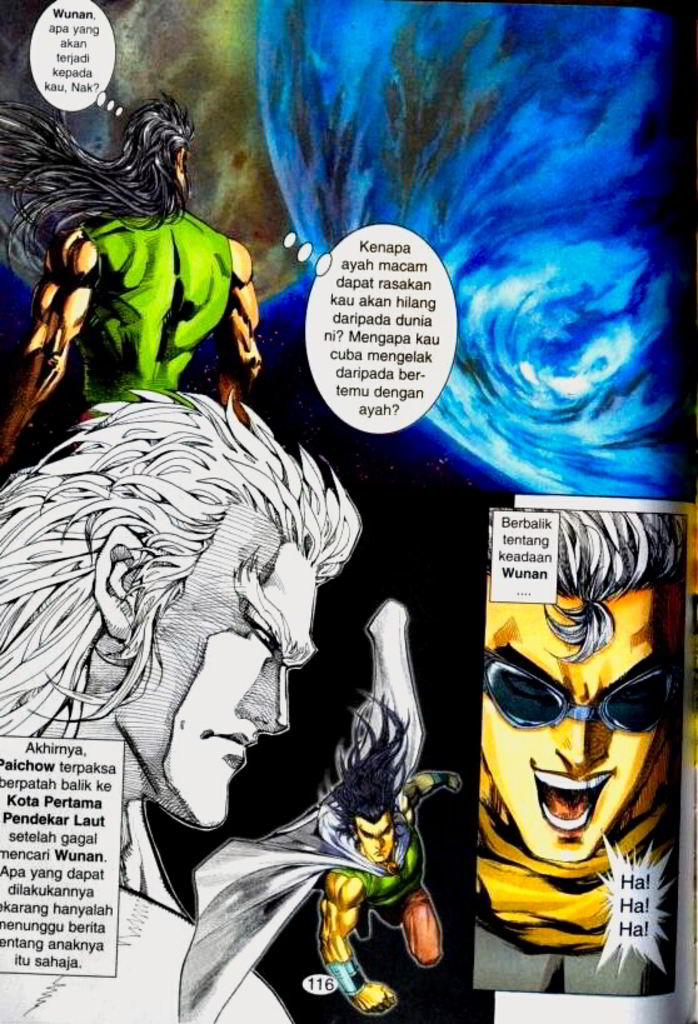 Wunan,
apa yang
akan
terjadi
kepada
kau, Nak?
Kenapa
ayah macam
dapat rasakan
kau akan hilang
daripada dunia
ni? Mengapa kau
cuba mengelak
daripada ber-
temu dengan
ayah?
Berbalik
tentang
keadaan
Wunan
....
Akhirnya,
Paichow terpaksa
berpatah balik ke
Kota Pertama
Pendekar Laut
setelah gagal
mencari Wunan.
Apa yang dapat
dilakukannya
ekarang hanyalah
menunggu berita
entang anaknya
itu sahaja.
Ha!
Ha!
Ha!
116